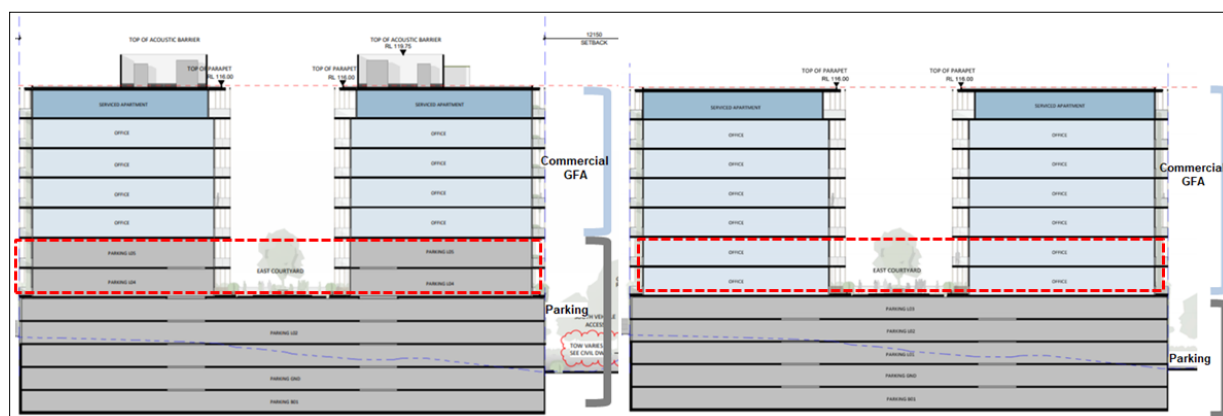 12150
SETBACK
TOP OF ACOUSTIC BARRIER
TOP OF ACOUSTIC BARRIER
RL 119.75
TOP OF PARAPET
RL 116.00
TOP OF PARAPET
RL 116.00
SERVICED APARTMENT
SERVICED APARTMENT
OFFICE
OFFICE
OFFICE
OFFICE
OFFICE
OFFICE
OFFICE
OFFICE
Commercial
GFA
PARKING L05
PARKING L05
EAST COURTYARD
PARKING L04
PARKING L04
Parking
VEHICLE
ACCESS
PARKING L02
TOW VARIES
SEE CIVIL DW
PARKING GND
PARKING B01
TOP OF PARAPET
RL 116.00
TOP OF PARAPET
RL 116.00
SERVICED APARTMENT
SERVICED APARTMENT
OFFICE
OFFICE
OFFICE
OFFICE
OFFICE
OFFICE
OFFICE
OFFICE
Commercial
GFA
OFFICE
OFFICE
EAST COURTYARD
OFFICE
OFFICE
PARKING L03
PARKING L02
PARKING L01
Parking
PARKING GND
PARKING B01